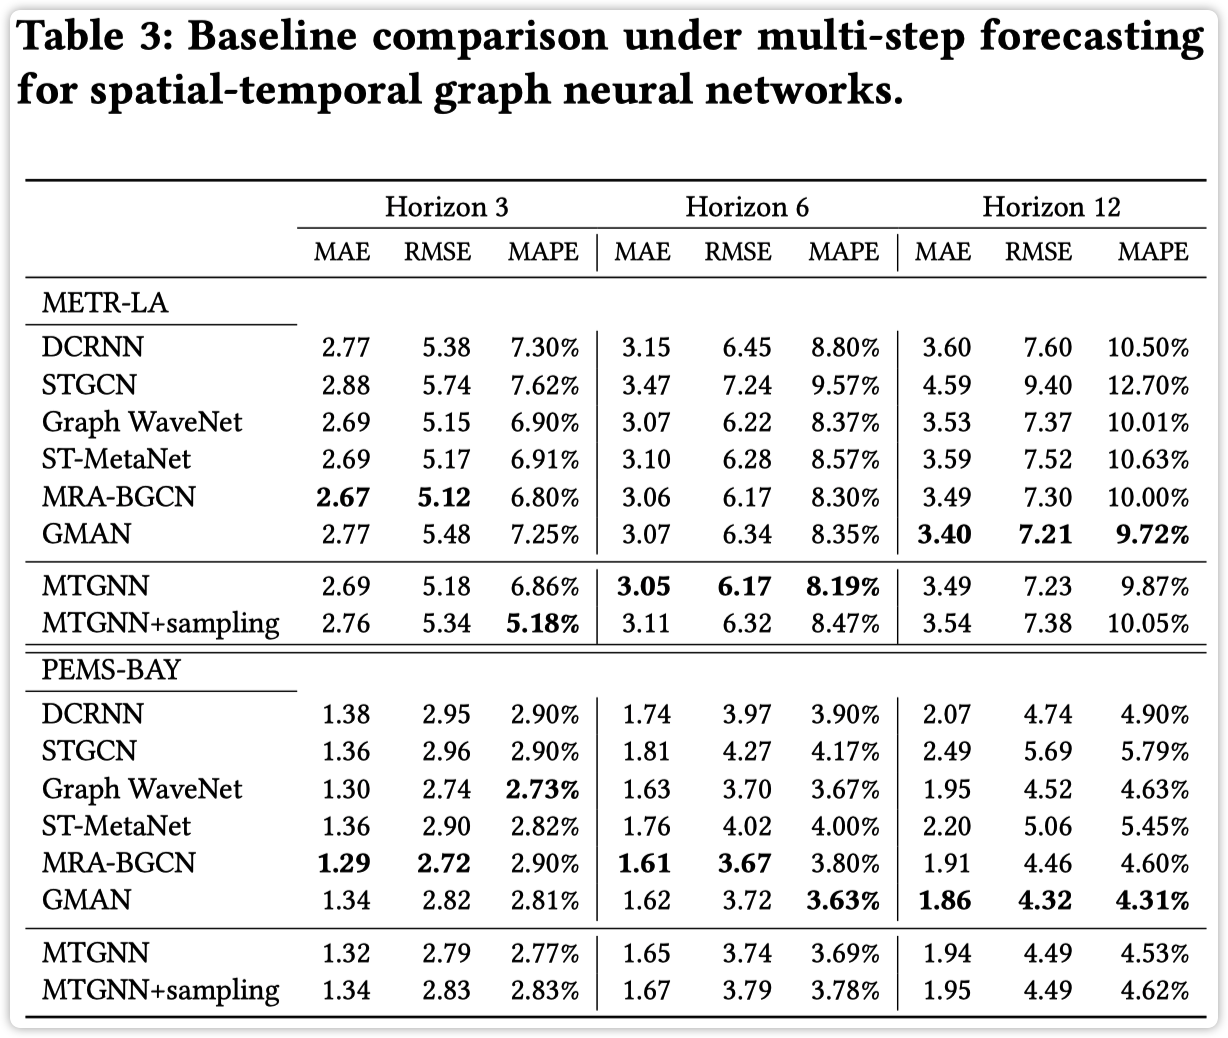 Table 3: Baseline comparison under multi-step forecasting
for spatial-temporal graph neural networks.
Horizon 3 Horizon 6 Horizon 12
MAE RMSE MAPE MAE RMSE MAPE MAE RMSE MAPE
METR-LA
DCRNN 2.77 5.38 7.30% 3.15 6.45 8.80% 3.60 7.60 10.50%
STGCN 2.88 5.74 7.62% 3.47 7.24 9.57% 4.59 9.40 12.70%
Graph WaveNet 2.69 5.15 6.90% 3.07 6.22 8.37% 3.53 7.37 10.01%
ST-MetaNet 2.69 5.17 6.91% 3.10 6.28 8.57% 3.59 7.52 10.63%
MRA-BGCN 2.67 5.12 6.80% 3.06 6.17 8.30% 3.49 7.30 10.00%
GMAN 2.77 5.48 7.25% 3.07 6.34 8.35% 3.40 7.21 9.72%
MTGNN 2.69 5.18 6.86% 3.05 6.17 8.19% 3.49 7.23 9.87%
MTGNN+sampling 2.76 5.34 5.18% 3.11 6.32 8.47% 3.54 7.38 10.05%
PEMS-BAY
DCRNN 1.38 2.95 2.90% 1.74 3.97 3.90% 2.07 4.74 4.90%
STGCN 1.36 2.96 2.90% 1.81 4.27 4.17% 2.49 5.69 5.79%
Graph WaveNet 1.30 2.74 2.73% 1.63 3.70 3.67% 1.95 4.52 4.63%
ST-MetaNet 1.36 2.90 2.82% 1.76 4.02 4.00% 2.20 5.06 5.45%
MRA-BGCN 1.29 2.72 2.90% 1.61 3.67 3.80% 1.91 4.46 4.60%
GMAN 1.34 2.82 2.81% 1.62 3.72 3.63% 1.86 4.32 4.31%
MTGNN 1.32 2.79 2.77% 1.65 3.74 3.69% 1.94 4.49 4.53%
MTGNN+sampling 1.34 2.83 2.83% 1.67 3.79 3.78% 1.95 4.49 4.62%